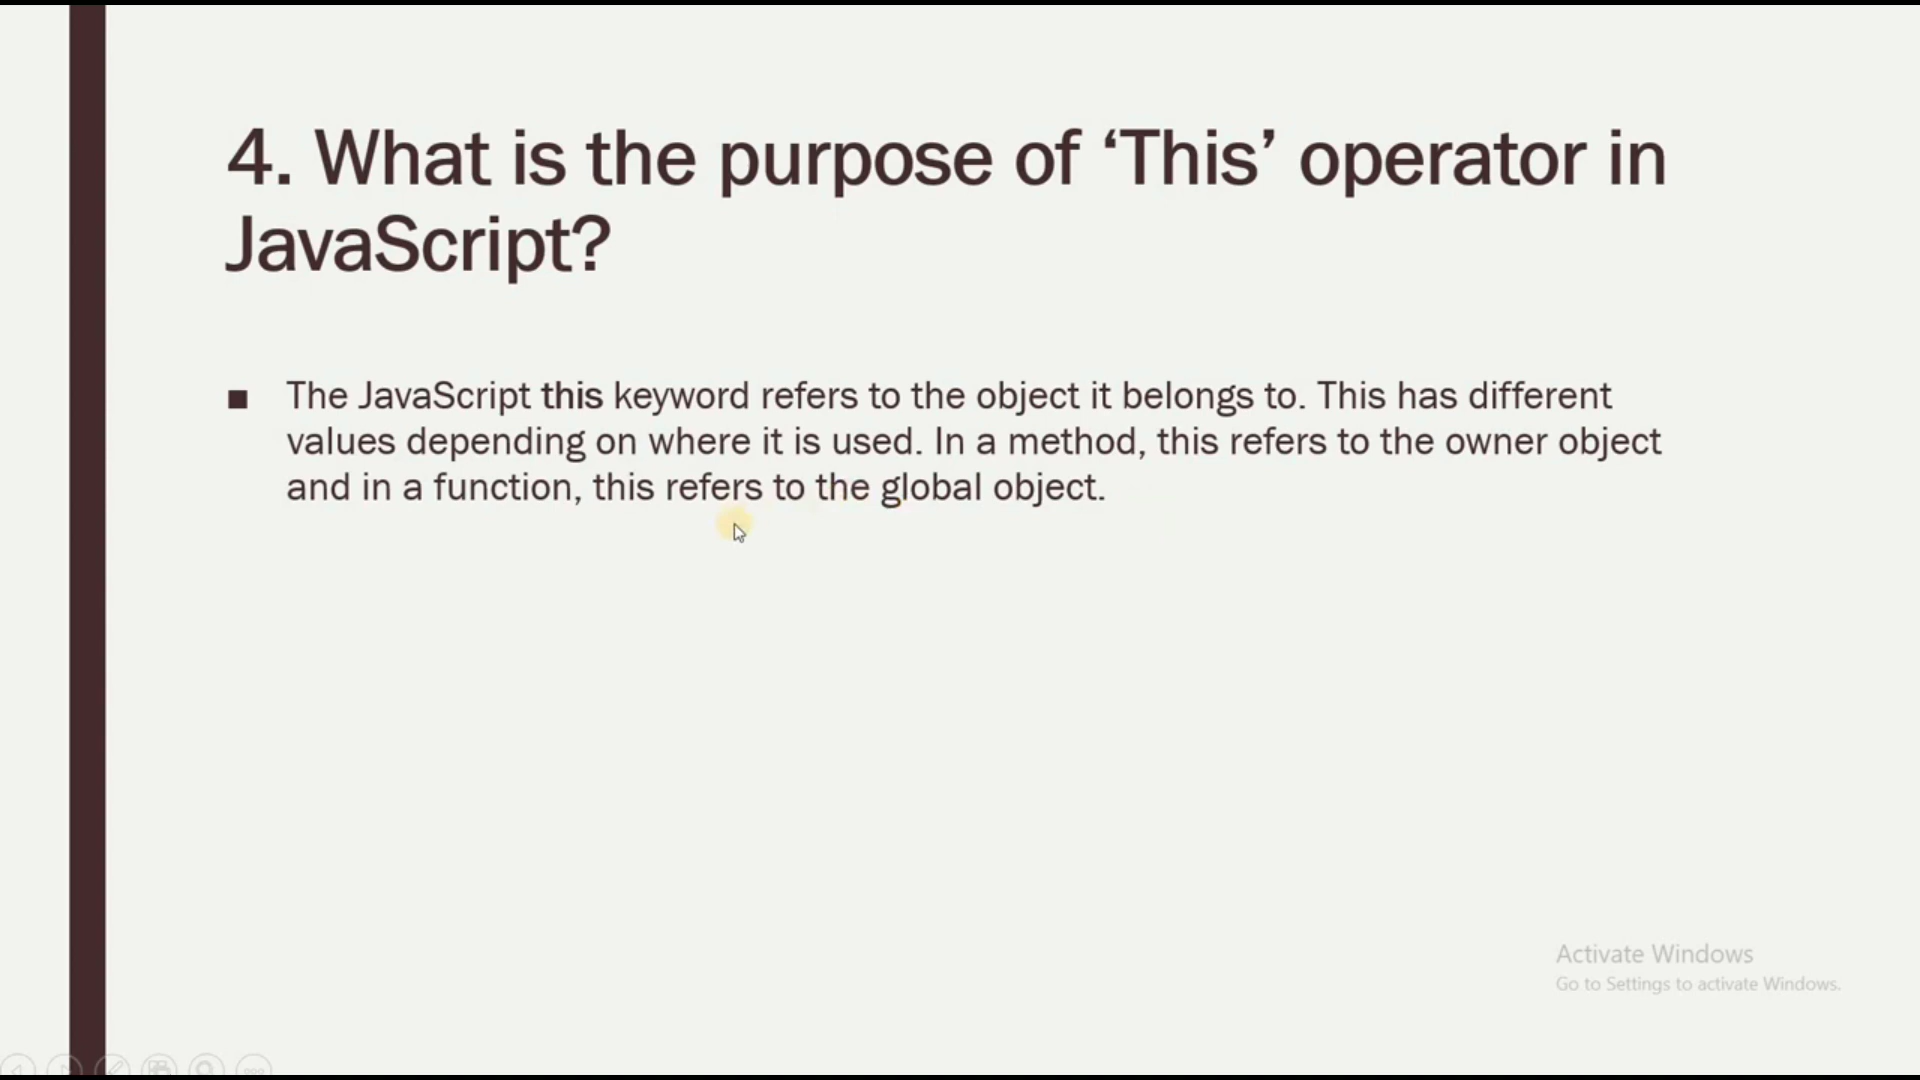 4. What is the purpose of ‘This’ operator in
JavaScript?
■ The JavaScript this keyword refers to the object it belongs to. This has different
values depending on where it is used. In a method, this refers to the owner object
and in a function, this refers to the global object.
Activate Windows
Go to Settings to activate Windows.